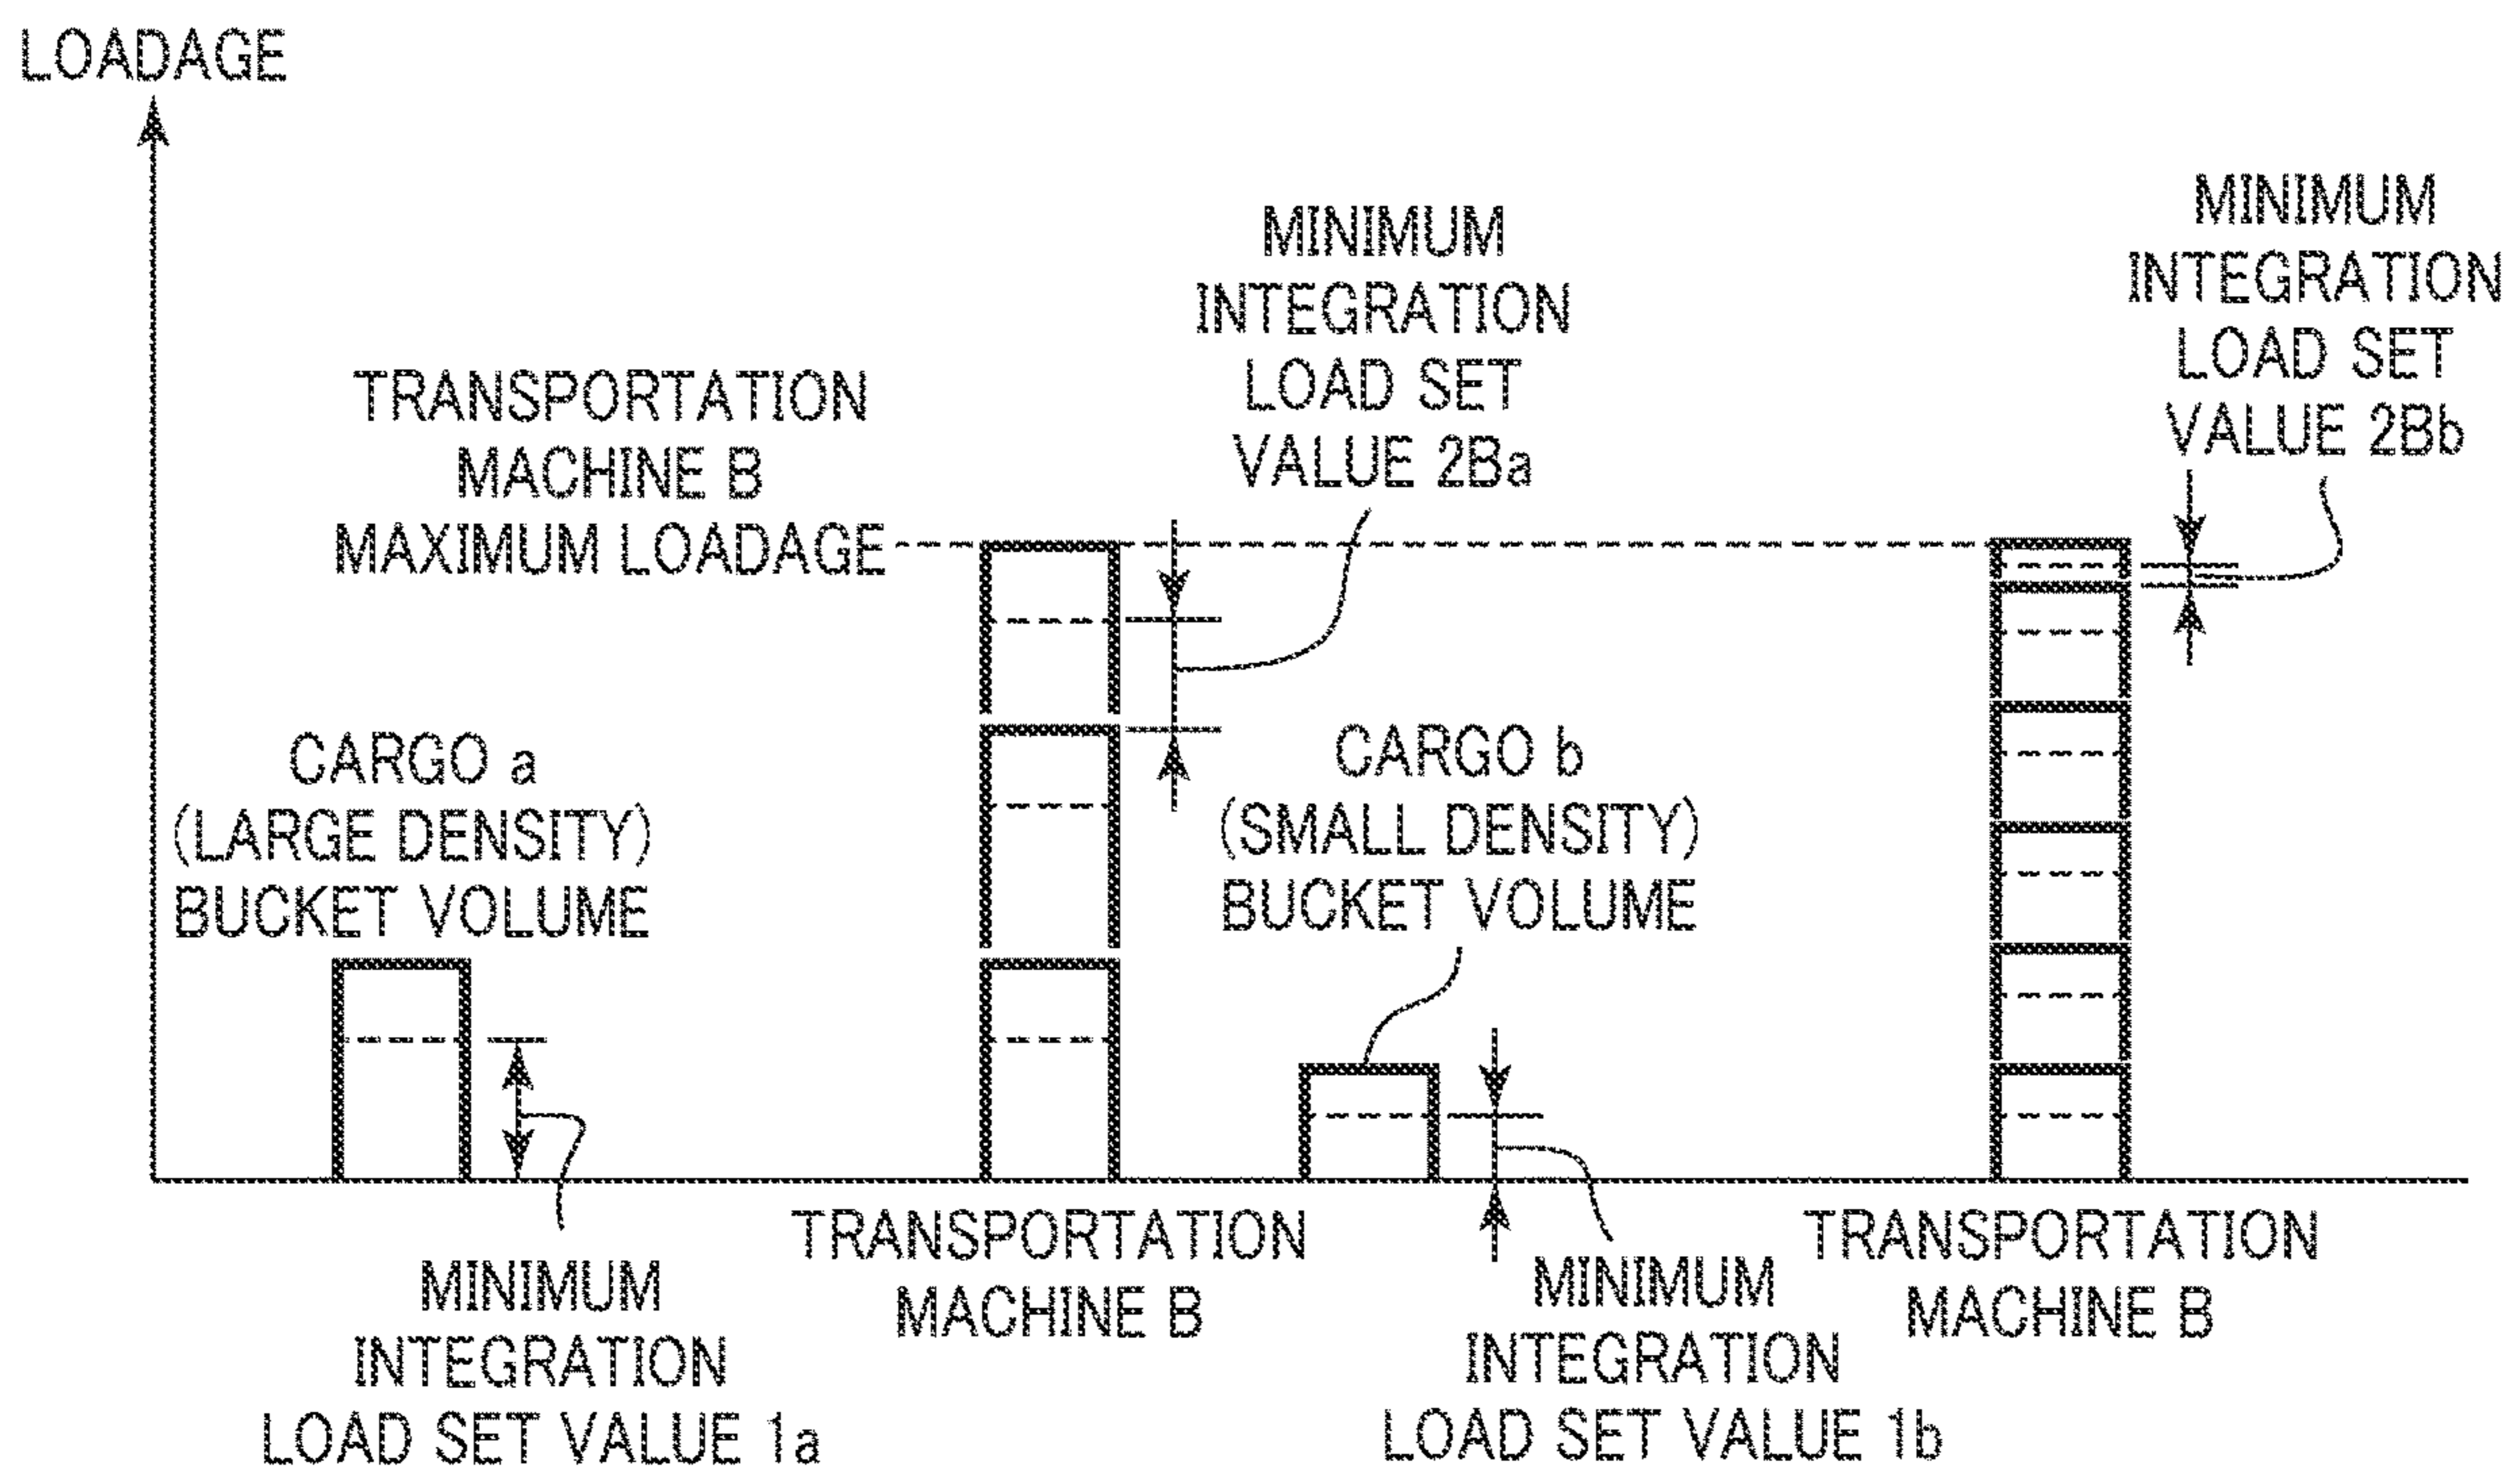 LOADAGE
MINIMUM
INTEGRATION
LOAD SET
VALUE 2Bb
MINIMUM
INTEGRATION
LOAD SET
VALUE 2Ba
TRANSPORTATION
MACHINE B
MAXIMUM LOADAGE
CARGO a
(LARGE DENSITY)
BUCKET VOLUME
CARGO b
(SMALL DENSITY)
BUCKET VOLUME
MINIMUM
INTEGRATION
LOAD SET VALUE 1a
TRANSPORTATION
MACHINE B
MINIMUM
INTEGRATION
LOAD SET VALUE 1b
TRANSPORTATION
MACHINE B